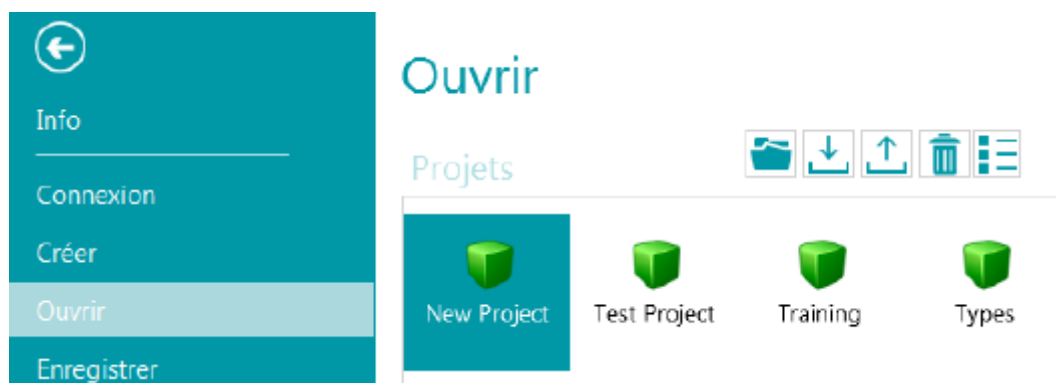 Info
Connexion
Créer
Ouvrir
Enregistrer
Ouvrir
Projets
New Project
Test Project
Training
Types